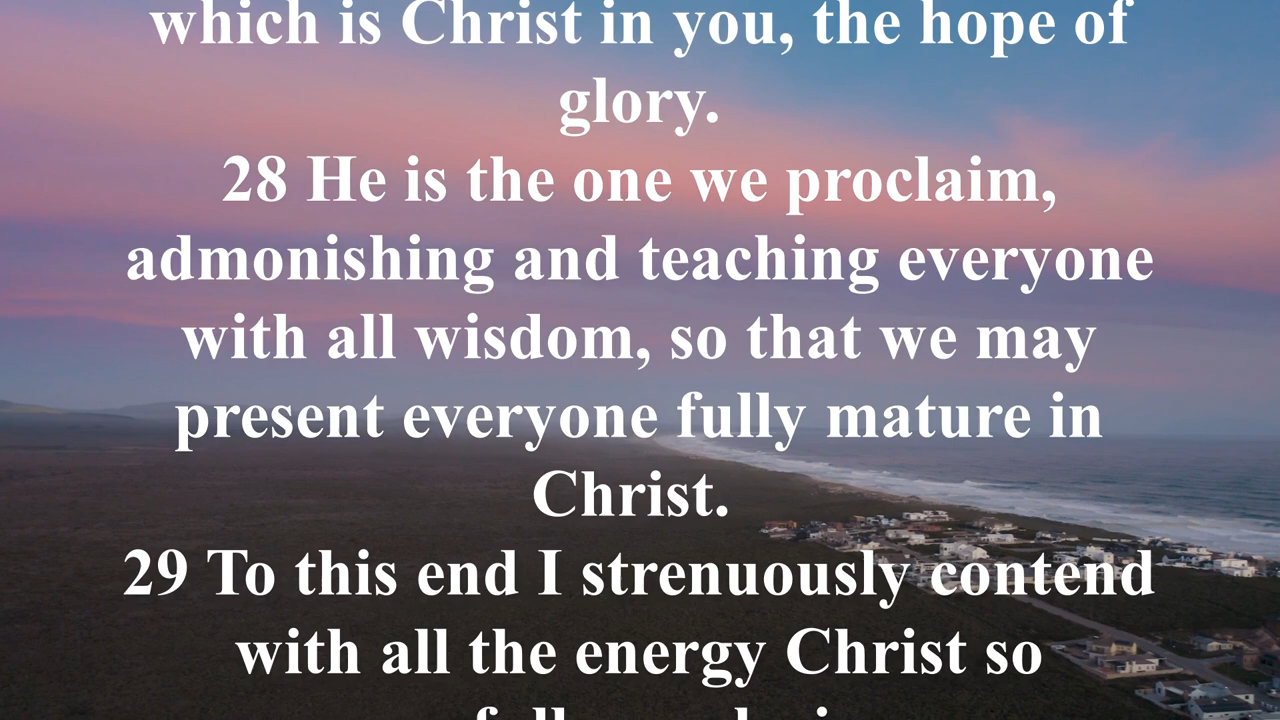 which is Christ in you, the hope of
glory.
28 He is the one we proclaim,
admonishing and teaching everyone
with all wisdom, so that we may
present everyone fully mature in
Christ.
29 To this end I strenuously contend
with all the energy Christ so